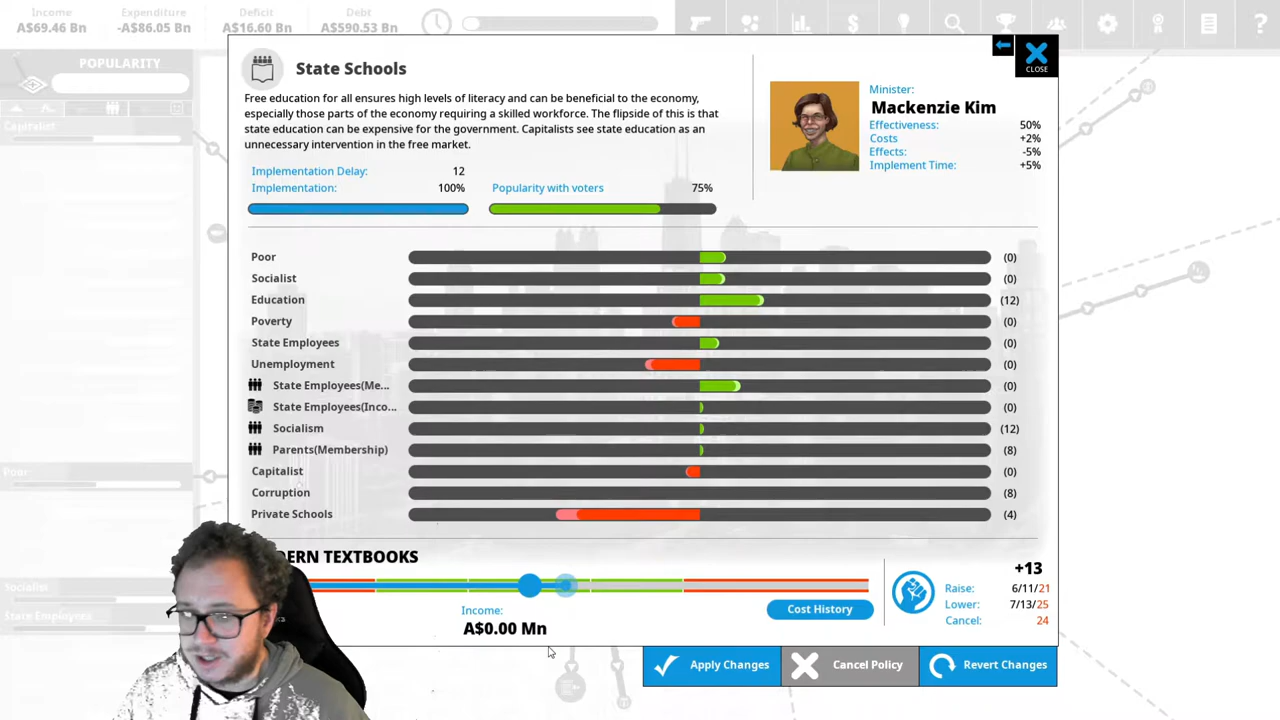 Income Expenditure Deficit Debt
A$69.46 Bn -A$86.05 Bn A$16.60 Bn A$590.53 Bn
?
POPULARITY
Capitalist
Poor
Socialist
State Employees
State Schools
Free education for all ensures high levels of literacy and can be beneficial to the economy,
especially those parts of the economy requiring a skilled workforce. The flipside of this is that
state education can be expensive for the government. Capitalists see state education as an
unnecessary intervention in the free market.
Implementation Delay: 12
Implementation: 100%
Popularity with voters 75%
CLOSE
Minister:
Mackenzie Kim
Effectiveness: 50%
Costs +2%
Effects: -5%
Implement Time: +5%
Poor (0)
Socialist (0)
Education (12)
Poverty (0)
State Employees (0)
Unemployment (0)
State Employees(Me... (0)
State Employees(Inco... (0)
Socialism (12)
Parents(Membership) (8)
Capitalist (0)
Corruption (8)
Private Schools (4)
DERN TEXTBOOKS
Income:
A$0.00 Mn
Cost History
+13
Raise: 6/11/21
Lower: 7/13/25
Cancel: 24
Apply Changes
Cancel Policy
Revert Changes